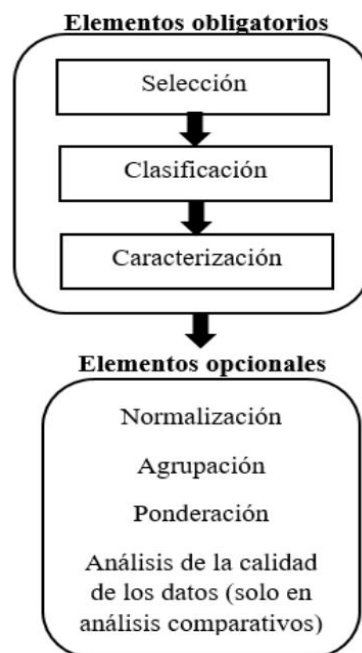 Elementos obligatorios
Selección
Clasificación
Caracterización
Elementos opcionales
Normalización
Agrupación
Ponderación
Análisis de la calidad
de los datos (solo en
análisis comparativos)